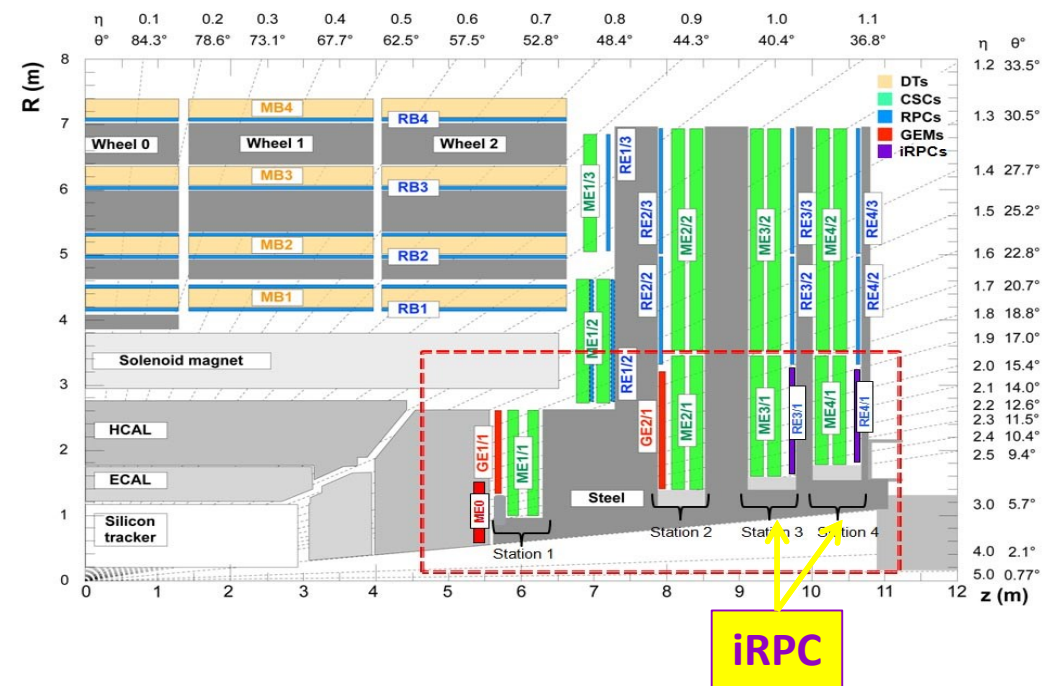 η 0.1 0.2 0.3 0.4 0.5 0.6 0.7 0.8 0.9 1.0 1.1
θ° 84.3° 78.6° 73.1° 67.7° 62.5° 57.5° 52.8° 48.4° 44.3° 40.4° 36.8°
η θ°
R (m)
8
7
6
5
4
3
2
1
0
1.2 33.5°
1.3 30.5°
1.4 27.7°
1.5 25.2°
1.6 22.8°
1.7 20.7°
1.8 18.8°
1.9 17.0°
2.0 15.4°
2.1 14.0°
2.2 12.6°
2.3 11.5°
2.4 10.4°
2.5 9.4°
3.0 5.7°
4.0 2.1°
5.0 0.77°
DTs
CSCs
RPCs
GEMs
iRPCs
MB4
RB4
Wheel 0
Wheel 1
Wheel 2
MB3
RB3
MB2
RB2
MB1
RB1
Solenoid magnet
HCAL
ECAL
Silicon
tracker
Steel
ME1/3
RE1/3
ME1/2
RE1/2
RE2/3
RE2/2
ME2/2
ME3/2
RE3/3
RE3/2
ME4/2
RE4/3
RE4/2
GE1/1
ME1/1
ME0
GE2/1
ME2/1
ME3/1
RE3/1
ME4/1
RE4/1
Station 1
Station 2
Station 3
Station 4
0 1 2 3 4 5 6 7 8 9 10 11 12
z (m)
iRPC